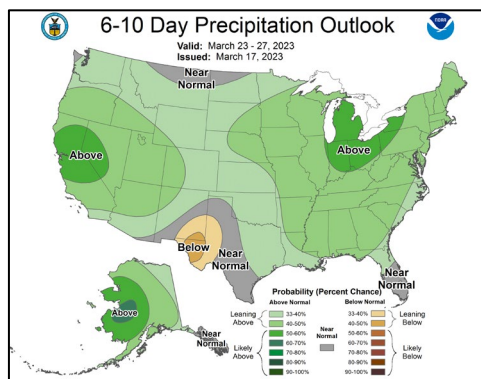 6-10 Day Precipitation Outlook
Valid: March 23 - 27, 2023
Issued: March 17, 2023
NOAA
Near
Normal
Above
Above
Below
Near
Normal
Near
Normal
Above
Near
Normal
Probability (Percent Chance)
Above Normal
Below Normal
Leaning
Above
33-40%
40-50%
50-60%
60-70%
70-80%
80-90%
90-100%
Likely
Above
Near
Normal
33-40%
40-50%
50-60%
60-70%
70-80%
80-90%
90-100%
Leaning
Below
Likely
Below